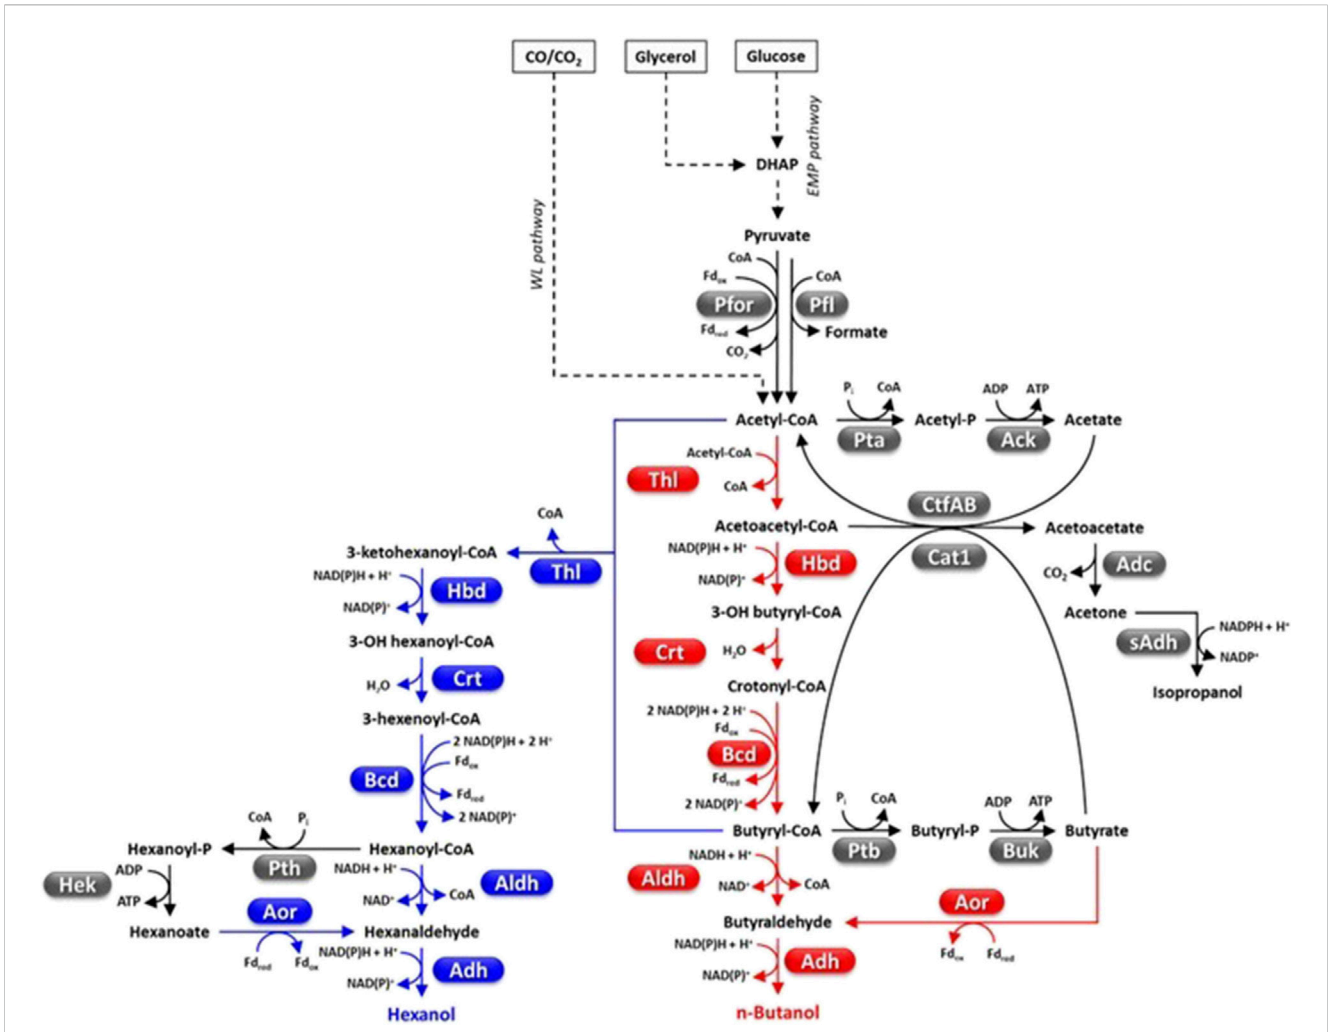 CO/CO₂
Glycerol
Glucose
EMP pathway
DHAP
WL pathway
Pyruvate
CoA
Fdox
CoA
Pfor
Pfl
Fdred
Formate
CO₂
Pi
CoA
ADP
ATP
Acetyl-CoA
Acetyl-P
Acetate
Pta
Ack
Acetyl-CoA
Thl
CoA
CtfAB
CoA
Acetoacetyl-CoA
Acetoacetate
3-ketohexanoyl-CoA
NAD(P)H + H⁺
Cat1
Thl
Hbd
Adc
NAD(P)H + H⁺
NAD(P)⁺
CO₂
Hbd
NAD(P)⁺
3-OH butyryl-CoA
Acetone
3-OH hexanoyl-CoA
NADPH + H⁺
sAdh
Crt
H₂O
NADP⁺
H₂O
Crt
Crotonyl-CoA
Isopropanol
3-hexenoyl-CoA
2 NAD(P)H + 2 H⁺
Fdox
2 NAD(P)H + 2 H⁺
Bcd
Fdox
Bcd
Fdred
Fdred
2 NAD(P)⁺
2 NAD(P)⁺
Pi
CoA
ADP
ATP
CoA
Pi
Butyryl-CoA
Butyryl-P
Butyrate
Hexanoyl-P
Hexanoyl-CoA
Ptb
Buk
Pth
NADH + H⁺
ADP
NADH + H⁺
Hek
Aldh
Aldh
NAD⁺
CoA
ATP
NAD⁺
CoA
Aor
Aor
Butyraldehyde
Hexanoate
Hexanaldehyde
NAD(P)H + H⁺
Fdox
Fdred
Fdred
Fdox
NAD(P)H + H⁺
Adh
Adh
NAD(P)⁺
NAD(P)⁺
Hexanol
n-Butanol